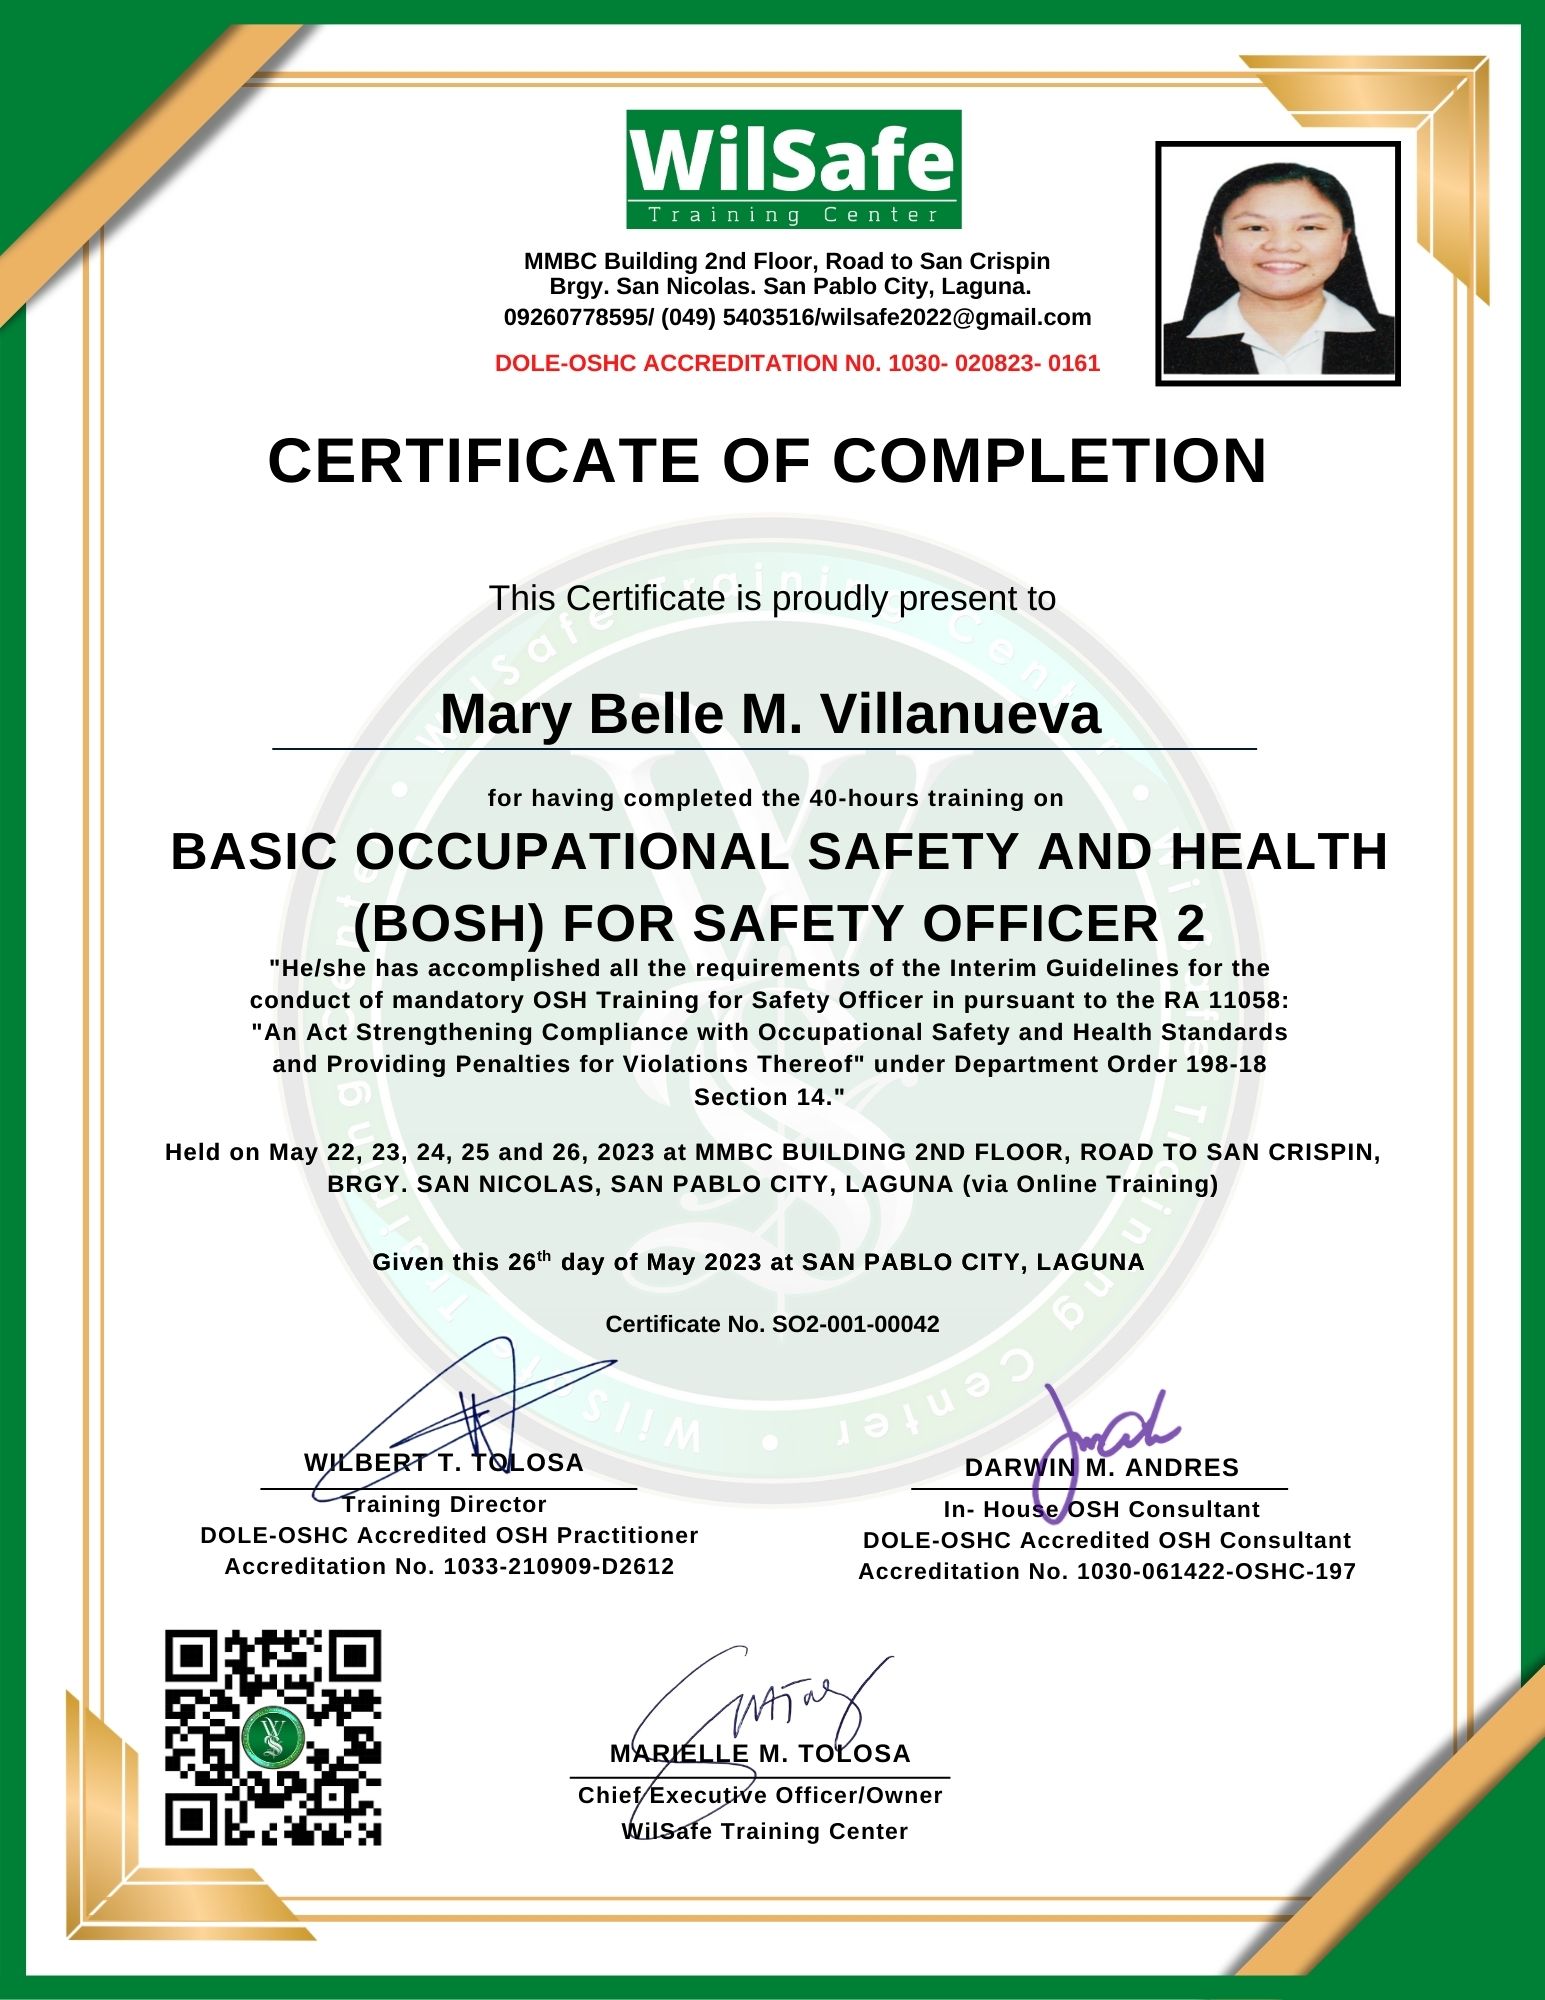 WilSafe
Training Center
MMBC Building 2nd Floor, Road to San Crispin
Brgy. San Nicolas. San Pablo City, Laguna.
09260778595/ (049) 5403516/wilsafe2022@gmail.com
DOLE-OSHC ACCREDITATION N0. 1030- 020823- 0161
CERTIFICATE OF COMPLETION
This Certificate is proudly present to
Mary Belle M. Villanueva
for having completed the 40-hours training on
BASIC OCCUPATIONAL SAFETY AND HEALTH
(BOSH) FOR SAFETY OFFICER 2
"He/she has accomplished all the requirements of the Interim Guidelines for the
conduct of mandatory OSH Training for Safety Officer in pursuant to the RA 11058:
"An Act Strengthening Compliance with Occupational Safety and Health Standards
and Providing Penalties for Violations Thereof" under Department Order 198-18
Section 14."
Held on May 22, 23, 24, 25 and 26, 2023 at MMBC BUILDING 2ND FLOOR, ROAD TO SAN CRISPIN,
BRGY. SAN NICOLAS, SAN PABLO CITY, LAGUNA (via Online Training)
Given this 26th day of May 2023 at SAN PABLO CITY, LAGUNA
Certificate No. SO2-001-00042
WILBERT T. TOLOSA
Training Director
DOLE-OSHC Accredited OSH Practitioner
Accreditation No. 1033-210909-D2612
DARWIN M. ANDRES
In- House OSH Consultant
DOLE-OSHC Accredited OSH Consultant
Accreditation No. 1030-061422-OSHC-197
MARIELLE M. TOLOSA
Chief Executive Officer/Owner
WilSafe Training Center
WilSafe Training Center • WilSafe Training Center • WilSafe Training Center •